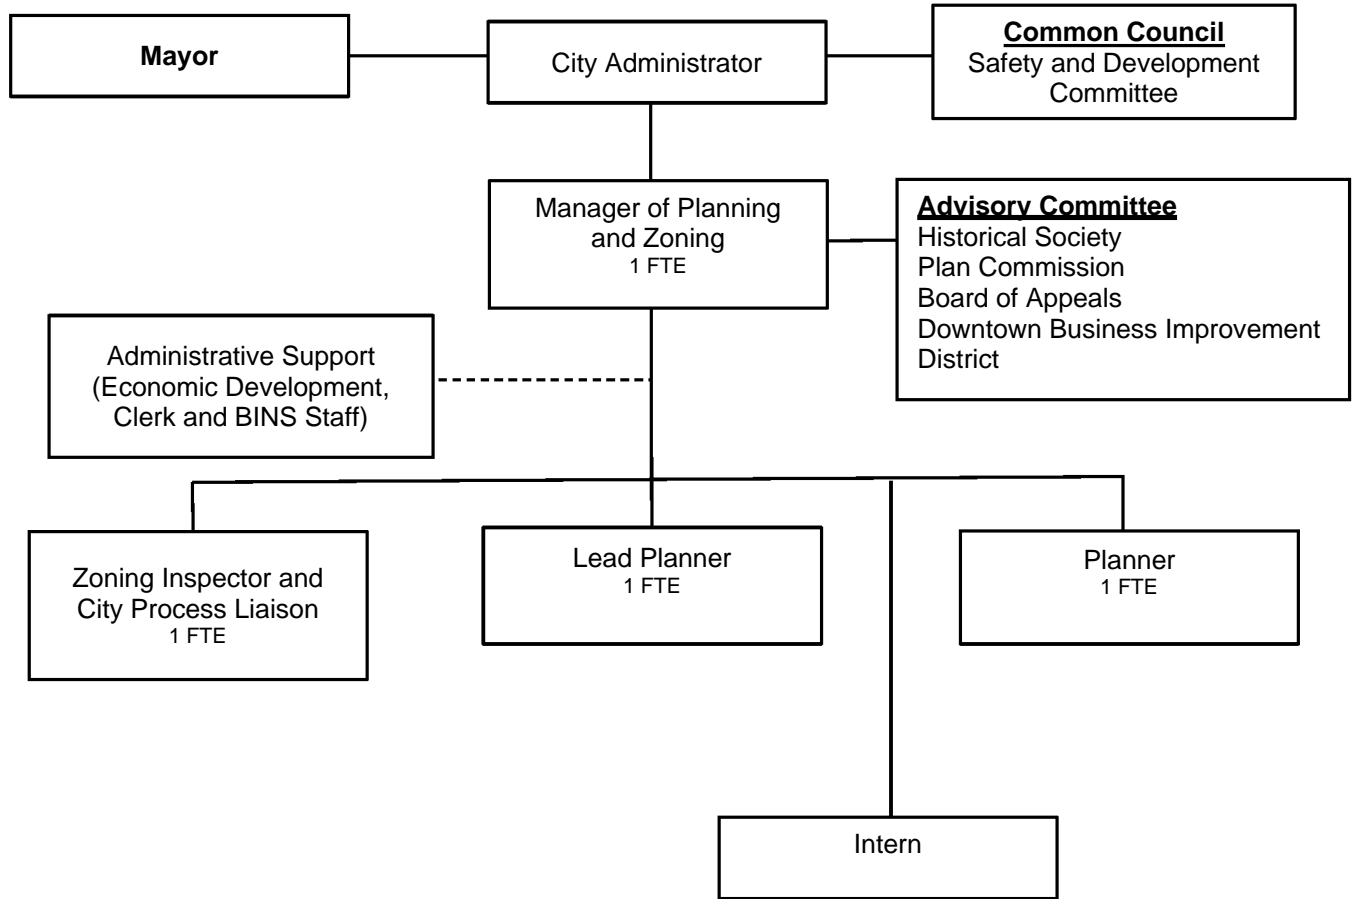 Mayor
City Administrator
Common Council
Safety and Development
Committee
Manager of Planning
and Zoning
1 FTE
Advisory Committee
Historical Society
Plan Commission
Board of Appeals
Downtown Business Improvement
District
Administrative Support
(Economic Development,
Clerk and BINS Staff)
Zoning Inspector and
City Process Liaison
1 FTE
Lead Planner
1 FTE
Planner
1 FTE
Intern